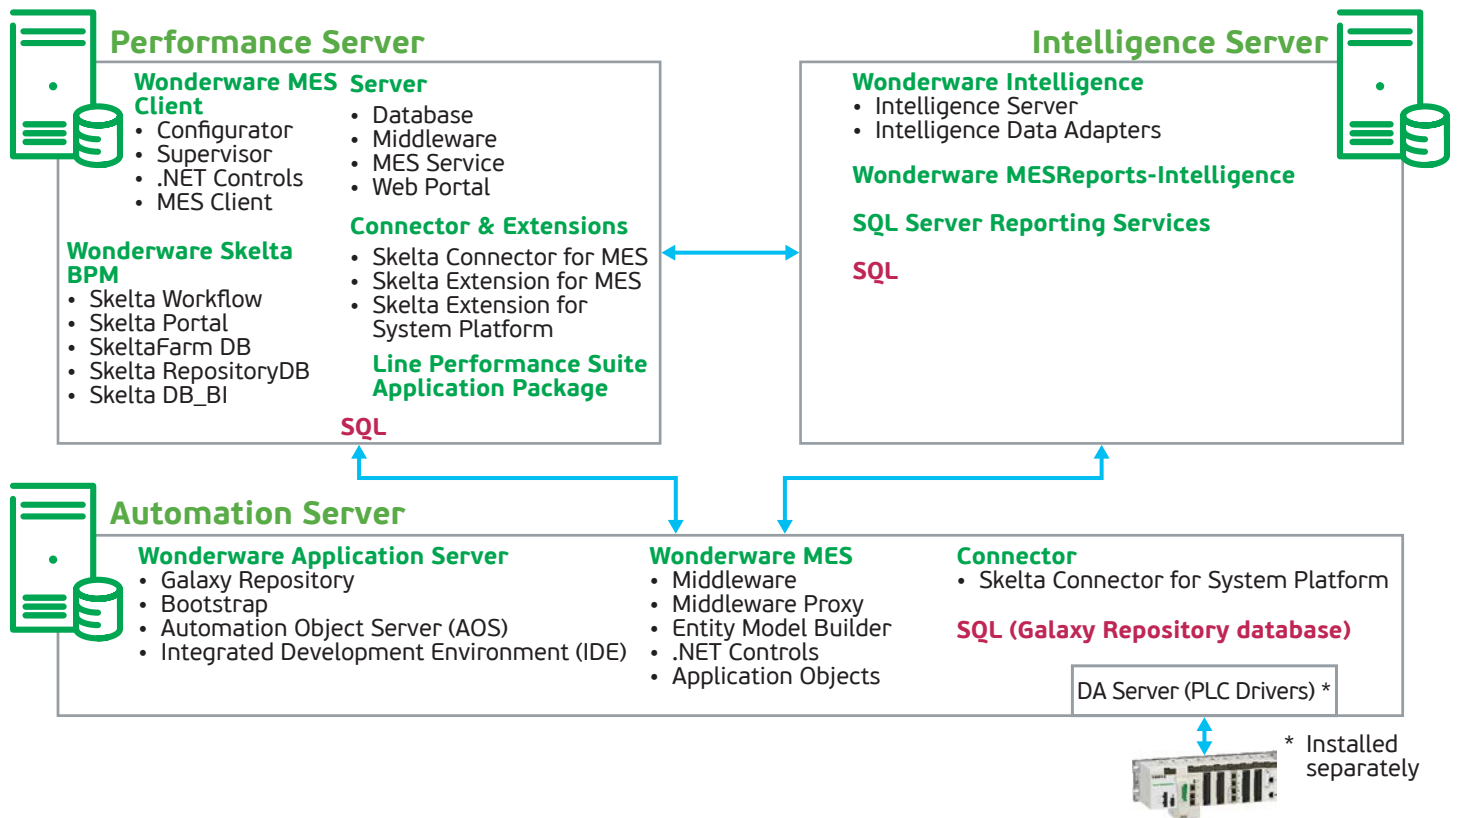 Performance Server
Wonderware MES
Client
• Configurator
• Supervisor
• .NET Controls
• MES Client
Wonderware Skelta
BPM
• Skelta Workflow
• Skelta Portal
• SkeltaFarm DB
• Skelta RepositoryDB
• Skelta DB_BI
Server
• Database
• Middleware
• MES Service
• Web Portal
Connector & Extensions
• Skelta Connector for MES
• Skelta Extension for MES
• Skelta Extension for
System Platform
Line Performance Suite
Application Package
SQL
Intelligence Server
Wonderware Intelligence
• Intelligence Server
• Intelligence Data Adapters
Wonderware MESReports-Intelligence
SQL Server Reporting Services
SQL
Automation Server
Wonderware Application Server
• Galaxy Repository
• Bootstrap
• Automation Object Server (AOS)
• Integrated Development Environment (IDE)
Wonderware MES
• Middleware
• Middleware Proxy
• Entity Model Builder
• .NET Controls
• Application Objects
Connector
• Skelta Connector for System Platform
SQL (Galaxy Repository database)
DA Server (PLC Drivers) *
* Installed
separately